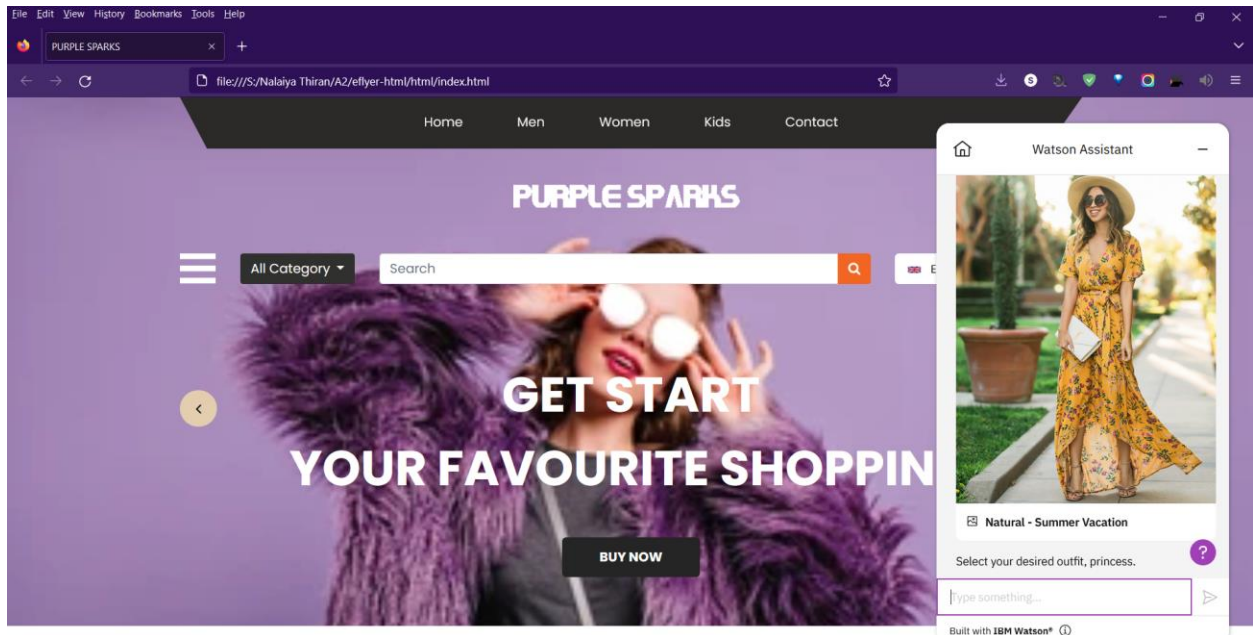 File Edit View History Bookmarks Tools Help
PURPLE SPARKS
file:///S:/Nalaiya Thiran/A2/eflyer-html/html/index.html
Home Men Women Kids Contact
PURPLE SPARKS
All Category Search E
GET START
YOUR FAVOURITE SHOPPIN
BUY NOW
Watson Assistant
Natural - Summer Vacation
Select your desired outfit, princess.
?
Type something...
Built with IBM Watson®